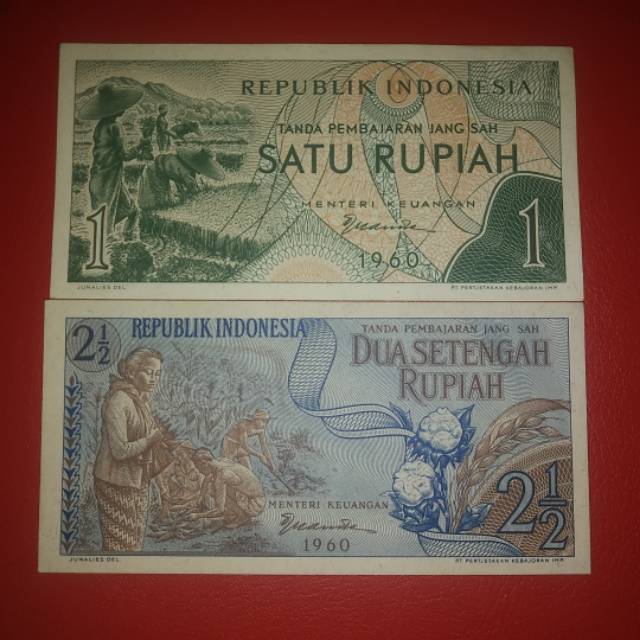 REPUBLIK INDONESIA
TANDA PEMBAJARAN JANG SAH
SATU RUPIAH
MENTERI KEUANGAN
1960
1
1
JUNALIES DEL.
PT PERTJETAKAN KEBAJORAN IMP.
2½
REPUBLIK INDONESIA
TANDA PEMBAJARAN JANG SAH
DUA SETENGAH
RUPIAH
MENTERI KEUANGAN
1960
2½
JUNALIES DEL.
PT PERTJETAKAN KEBAJORAN IMP.